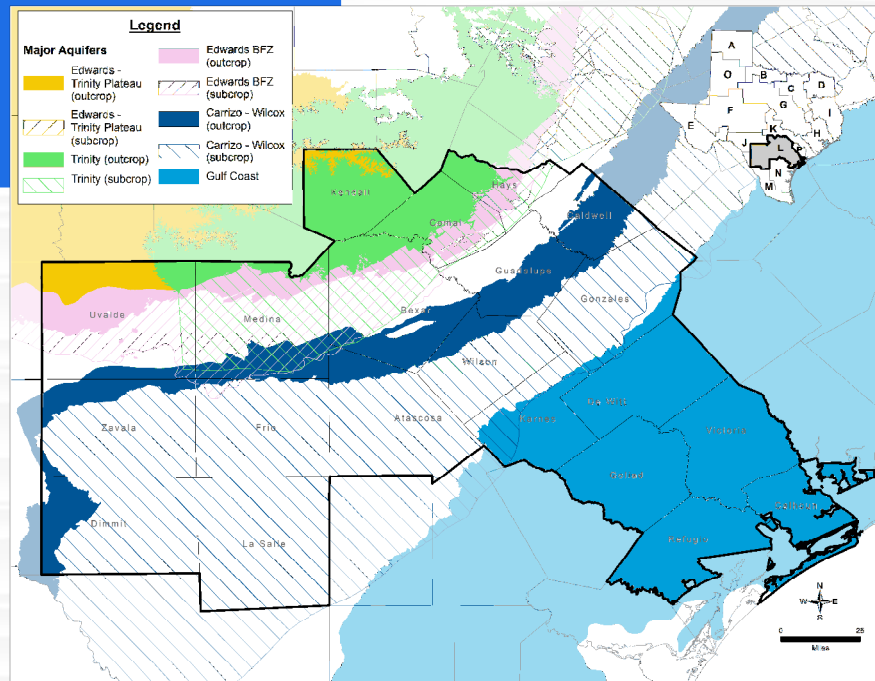 Legend
Major Aquifers
Edwards -
Trinity Plateau
(outcrop)
Edwards -
Trinity Plateau
(subcrop)
Trinity (outcrop)
Trinity (subcrop)
Edwards BFZ
(outcrop)
Edwards BFZ
(subcrop)
Carrizo - Wilcox
(outcrop)
Carrizo - Wilcox
(subcrop)
Gulf Coast
A
O
B
C
D
F
G
E
I
K
H
J
L
P
N
M
Kendall
Hays
Comal
Caldwell
Guadalupe
Uvalde
Medina
Bexar
Gonzales
Wilson
Zavala
Frio
Atascosa
Karnes
De Witt
Victoria
Goliad
Calhoun
Dimmit
La Salle
Refugio
N
W
E
S
0
25
Miles